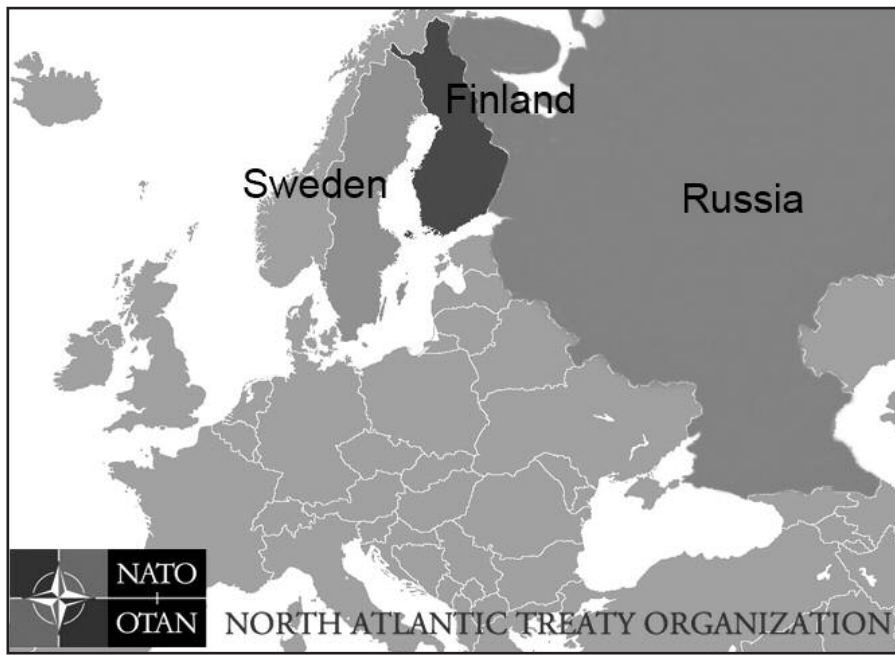 Finland
Sweden
Russia
NATO
OTAN
NORTH ATLANTIC TREATY ORGANIZATION